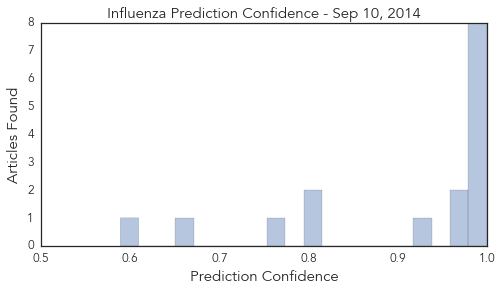 Influenza Prediction Confidence - Sep 10, 2014
Articles Found
8
7
6
5
4
3
2
1
0
0.5 0.6 0.7 0.8 0.9 1.0
Prediction Confidence